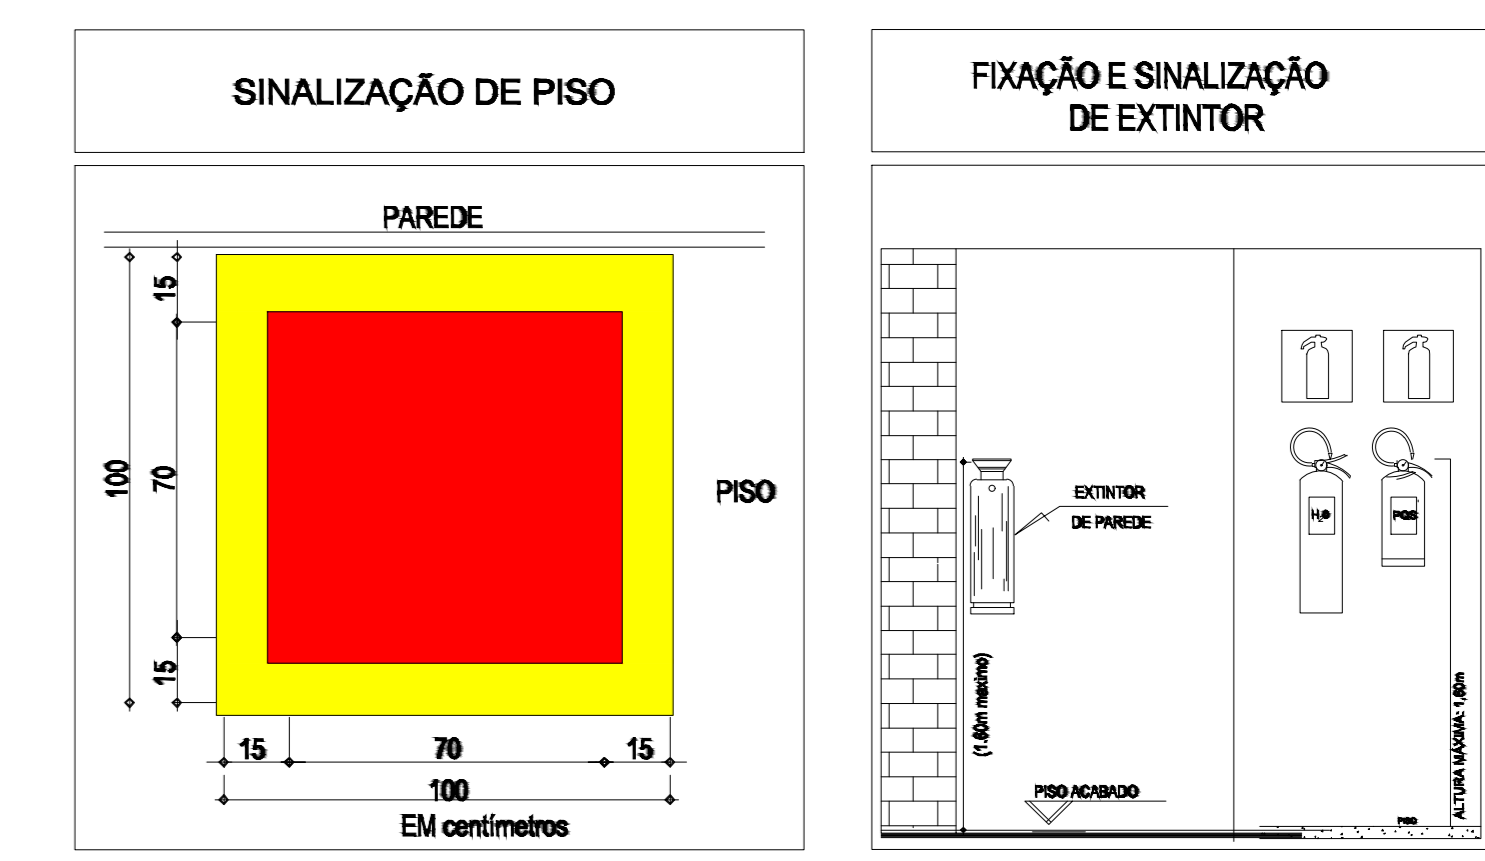 SINALIZAÇÃO DE PISO
PAREDE
15
70
15
100
PISO
15
70
15
100
EM centímetros
FIXAÇÃO E SINALIZAÇÃO
DE EXTINTOR
EXTINTOR
DE PAREDE
(1.60m maximo)
PISO ACABADO
H2O
PQS
ALTURA MÁXIMA: 1,60m
PISO